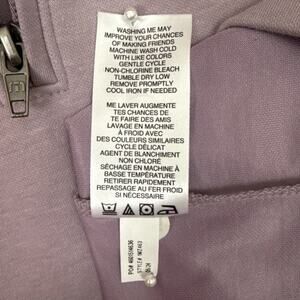 WASHING ME MAY
IMPROVE YOUR CHANCES
OF MAKING FRIENDS
MACHINE WASH COLD
WITH LIKE COLORS
GENTLE CYCLE
NON-CHLORINE BLEACH
TUMBLE DRY LOW
REMOVE PROMPTLY
COOL IRON IF NEEDED
ME LAVER AUGMENTE
TES CHANCES DE
TE FAIRE DES AMIS
LAVAGE EN MACHINE
À FROID AVEC
DES COULEURS SIMILAIRES
CYCLE DÉLICAT
AGENT DE BLANCHIMENT
NON CHLORÉ
SÉCHAGE EN MACHINE À
BASSE TEMPÉRATURE
RETIRER RAPIDEMENT
REPASSAGE AU FER FROID
SI NÉCESSAIRE